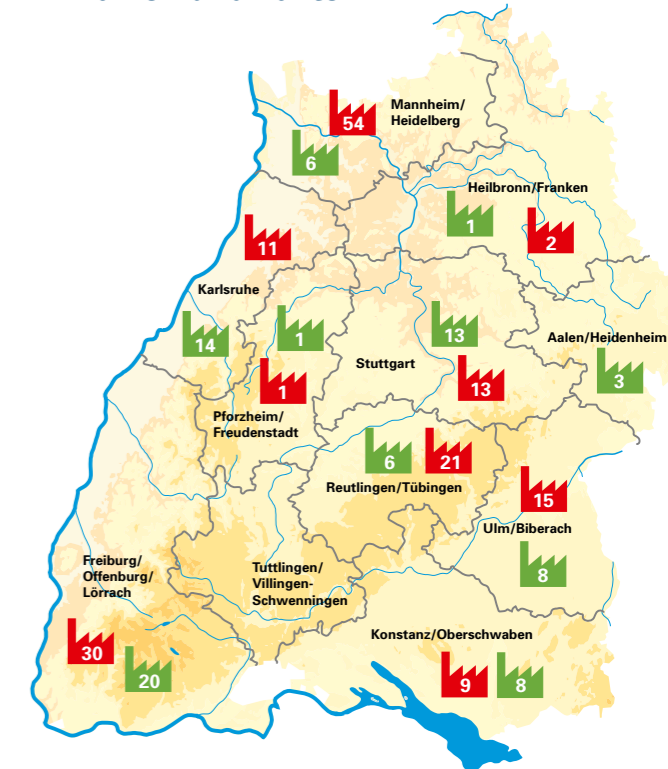 54
Mannheim/
Heidelberg
6
Heilbronn/Franken
1
2
11
Karlsruhe
14
1
13
Aalen/Heidenheim
3
Stuttgart
1
13
Pforzheim/
Freudenstadt
6
21
Reutlingen/Tübingen
15
Ulm/Biberach
8
Freiburg/
Offenburg/
Lörrach
Tuttlingen/
Villingen-
Schwenningen
30
20
Konstanz/Oberschwaben
9
8